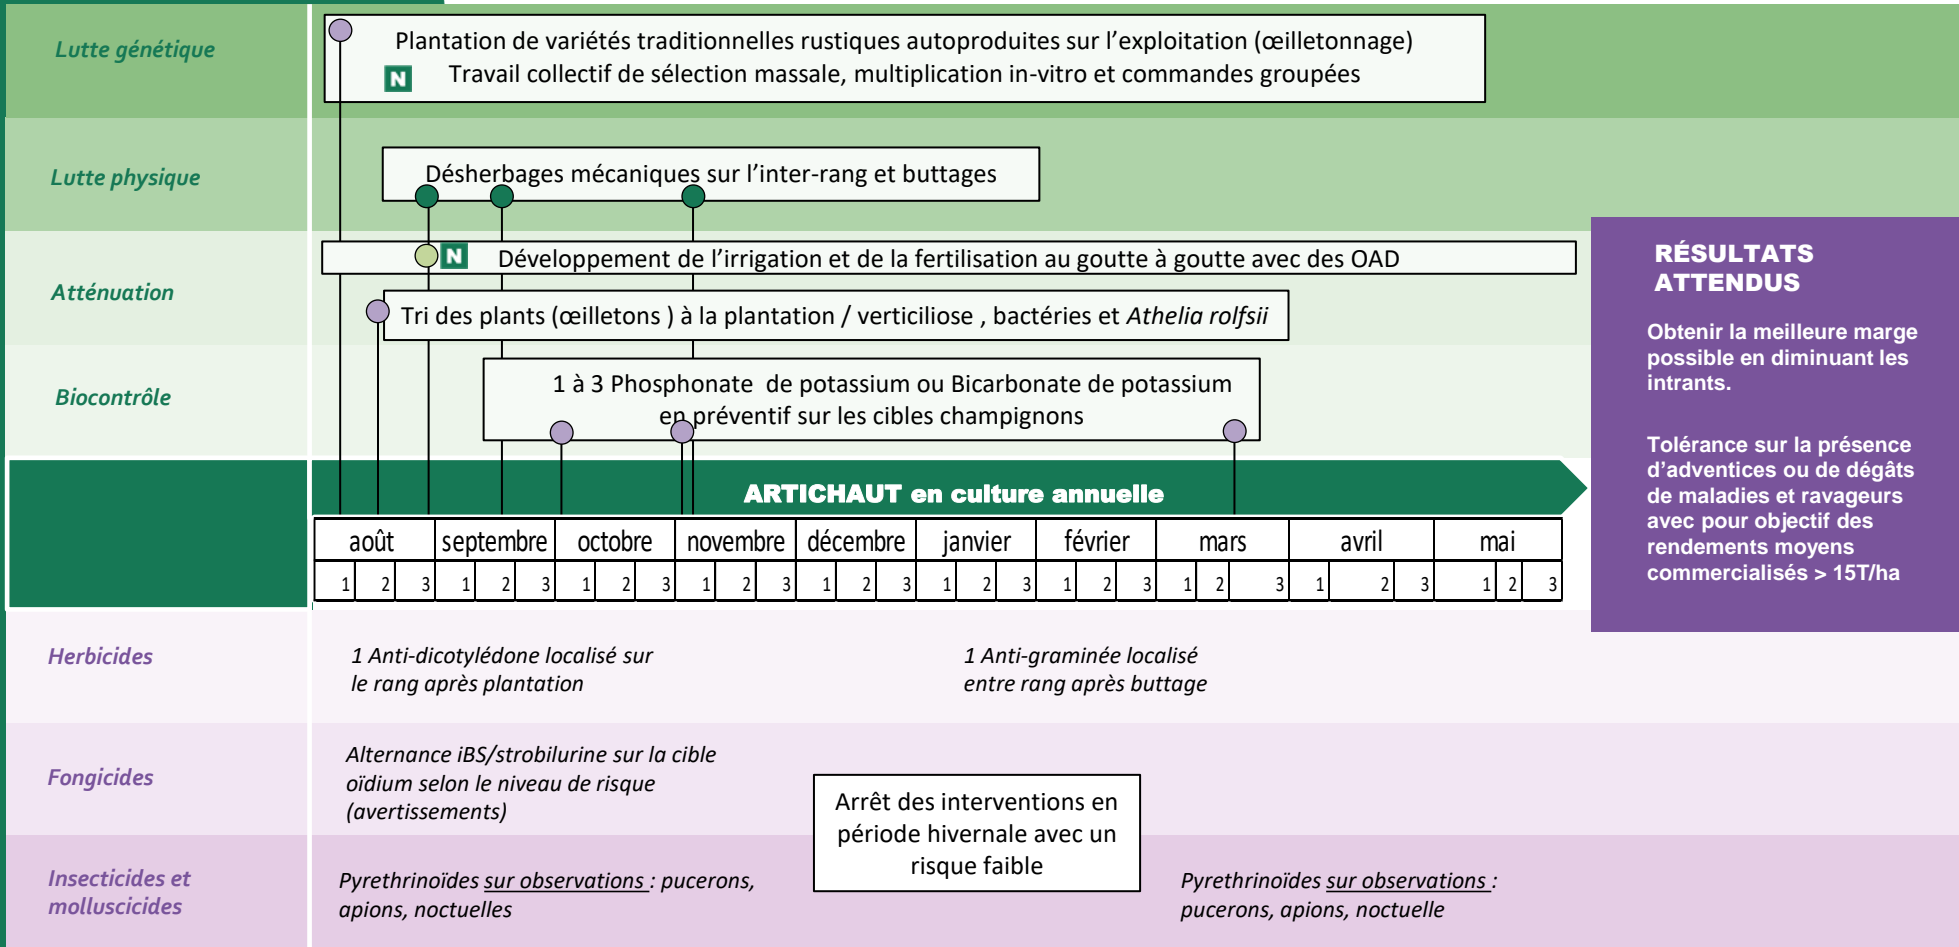 Lutte génétique
Plantation de variétés traditionnelles rustiques autoproduites sur l’exploitation (œilletonnage)
N Travail collectif de sélection massale, multiplication in-vitro et commandes groupées
Lutte physique
Désherbages mécaniques sur l’inter-rang et buttages
Atténuation
N Développement de l’irrigation et de la fertilisation au goutte à goutte avec des OAD
Tri des plants (œilletons ) à la plantation / verticiliose , bactéries et Athelia rolfsii
Biocontrôle
1 à 3 Phosphonate de potassium ou Bicarbonate de potassium
en préventif sur les cibles champignons
RÉSULTATS
ATTENDUS
Obtenir la meilleure marge
possible en diminuant les
intrants.
Tolérance sur la présence
d’adventices ou de dégâts
de maladies et ravageurs
avec pour objectif des
rendements moyens
commercialisés > 15T/ha
ARTICHAUT en culture annuelle
août septembre octobre novembre décembre janvier février mars avril mai
1 2 3 1 2 3 1 2 3 1 2 3 1 2 3 1 2 3 1 2 3 1 2 3 1 2 3 1 2 3
Herbicides
1 Anti-dicotylédone localisé sur
le rang après plantation
1 Anti-graminée localisé
entre rang après buttage
Fongicides
Alternance iBS/strobilurine sur la cible
oïdium selon le niveau de risque
(avertissements)
Arrêt des interventions en
période hivernale avec un
risque faible
Insecticides et
molluscicides
Pyrethrinoïdes sur observations : pucerons,
apions, noctuelles
Pyrethrinoïdes sur observations :
pucerons, apions, noctuelle